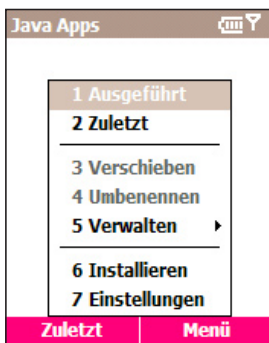 Java Apps
1 Ausgeführt
2 Zuletzt
3 Verschieben
4 Umbenennen
5 Verwalten
6 Installieren
7 Einstellungen
Zuletzt Menü